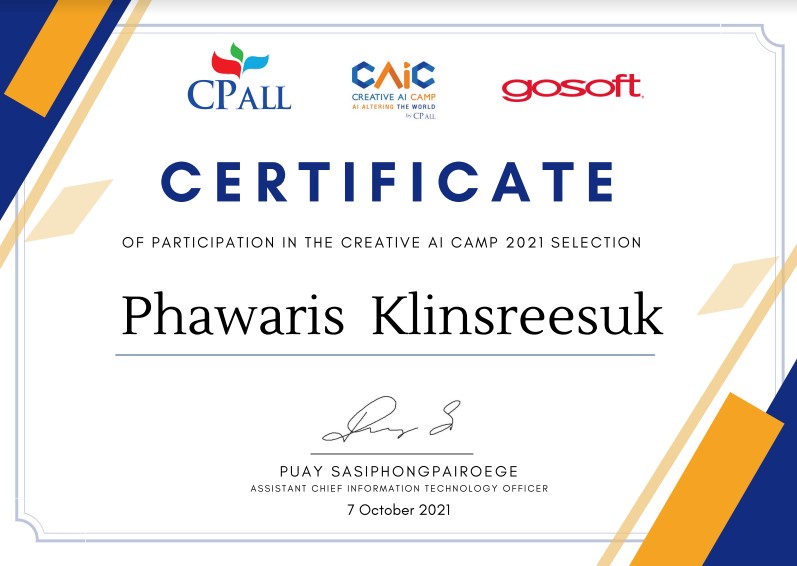 CPALL
CAiC
CREATIVE AI CAMP
AI ALTERING THE WORLD
by CP ALL
gosoft
CERTIFICATE
OF PARTICIPATION IN THE CREATIVE AI CAMP 2021 SELECTION
Phawaris Klinsreesuk
PUAY SASIPHONGPAIROEGE
ASSISTANT CHIEF INFORMATION TECHNOLOGY OFFICER
7 October 2021